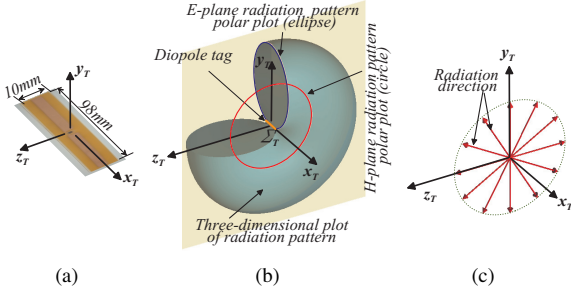 10mm
98mm
y_T
z_T
x_T
(a)
E-plane radiation pattern
polar plot (ellipse)
Diopole tag
y_T
Σ_T
z_T
x_T
H-plane radiation pattern
polar plot (circle)
Three-dimensional plot
of radiation pattern
(b)
y_T
Radiation
direction
z_T
x_T
(c)